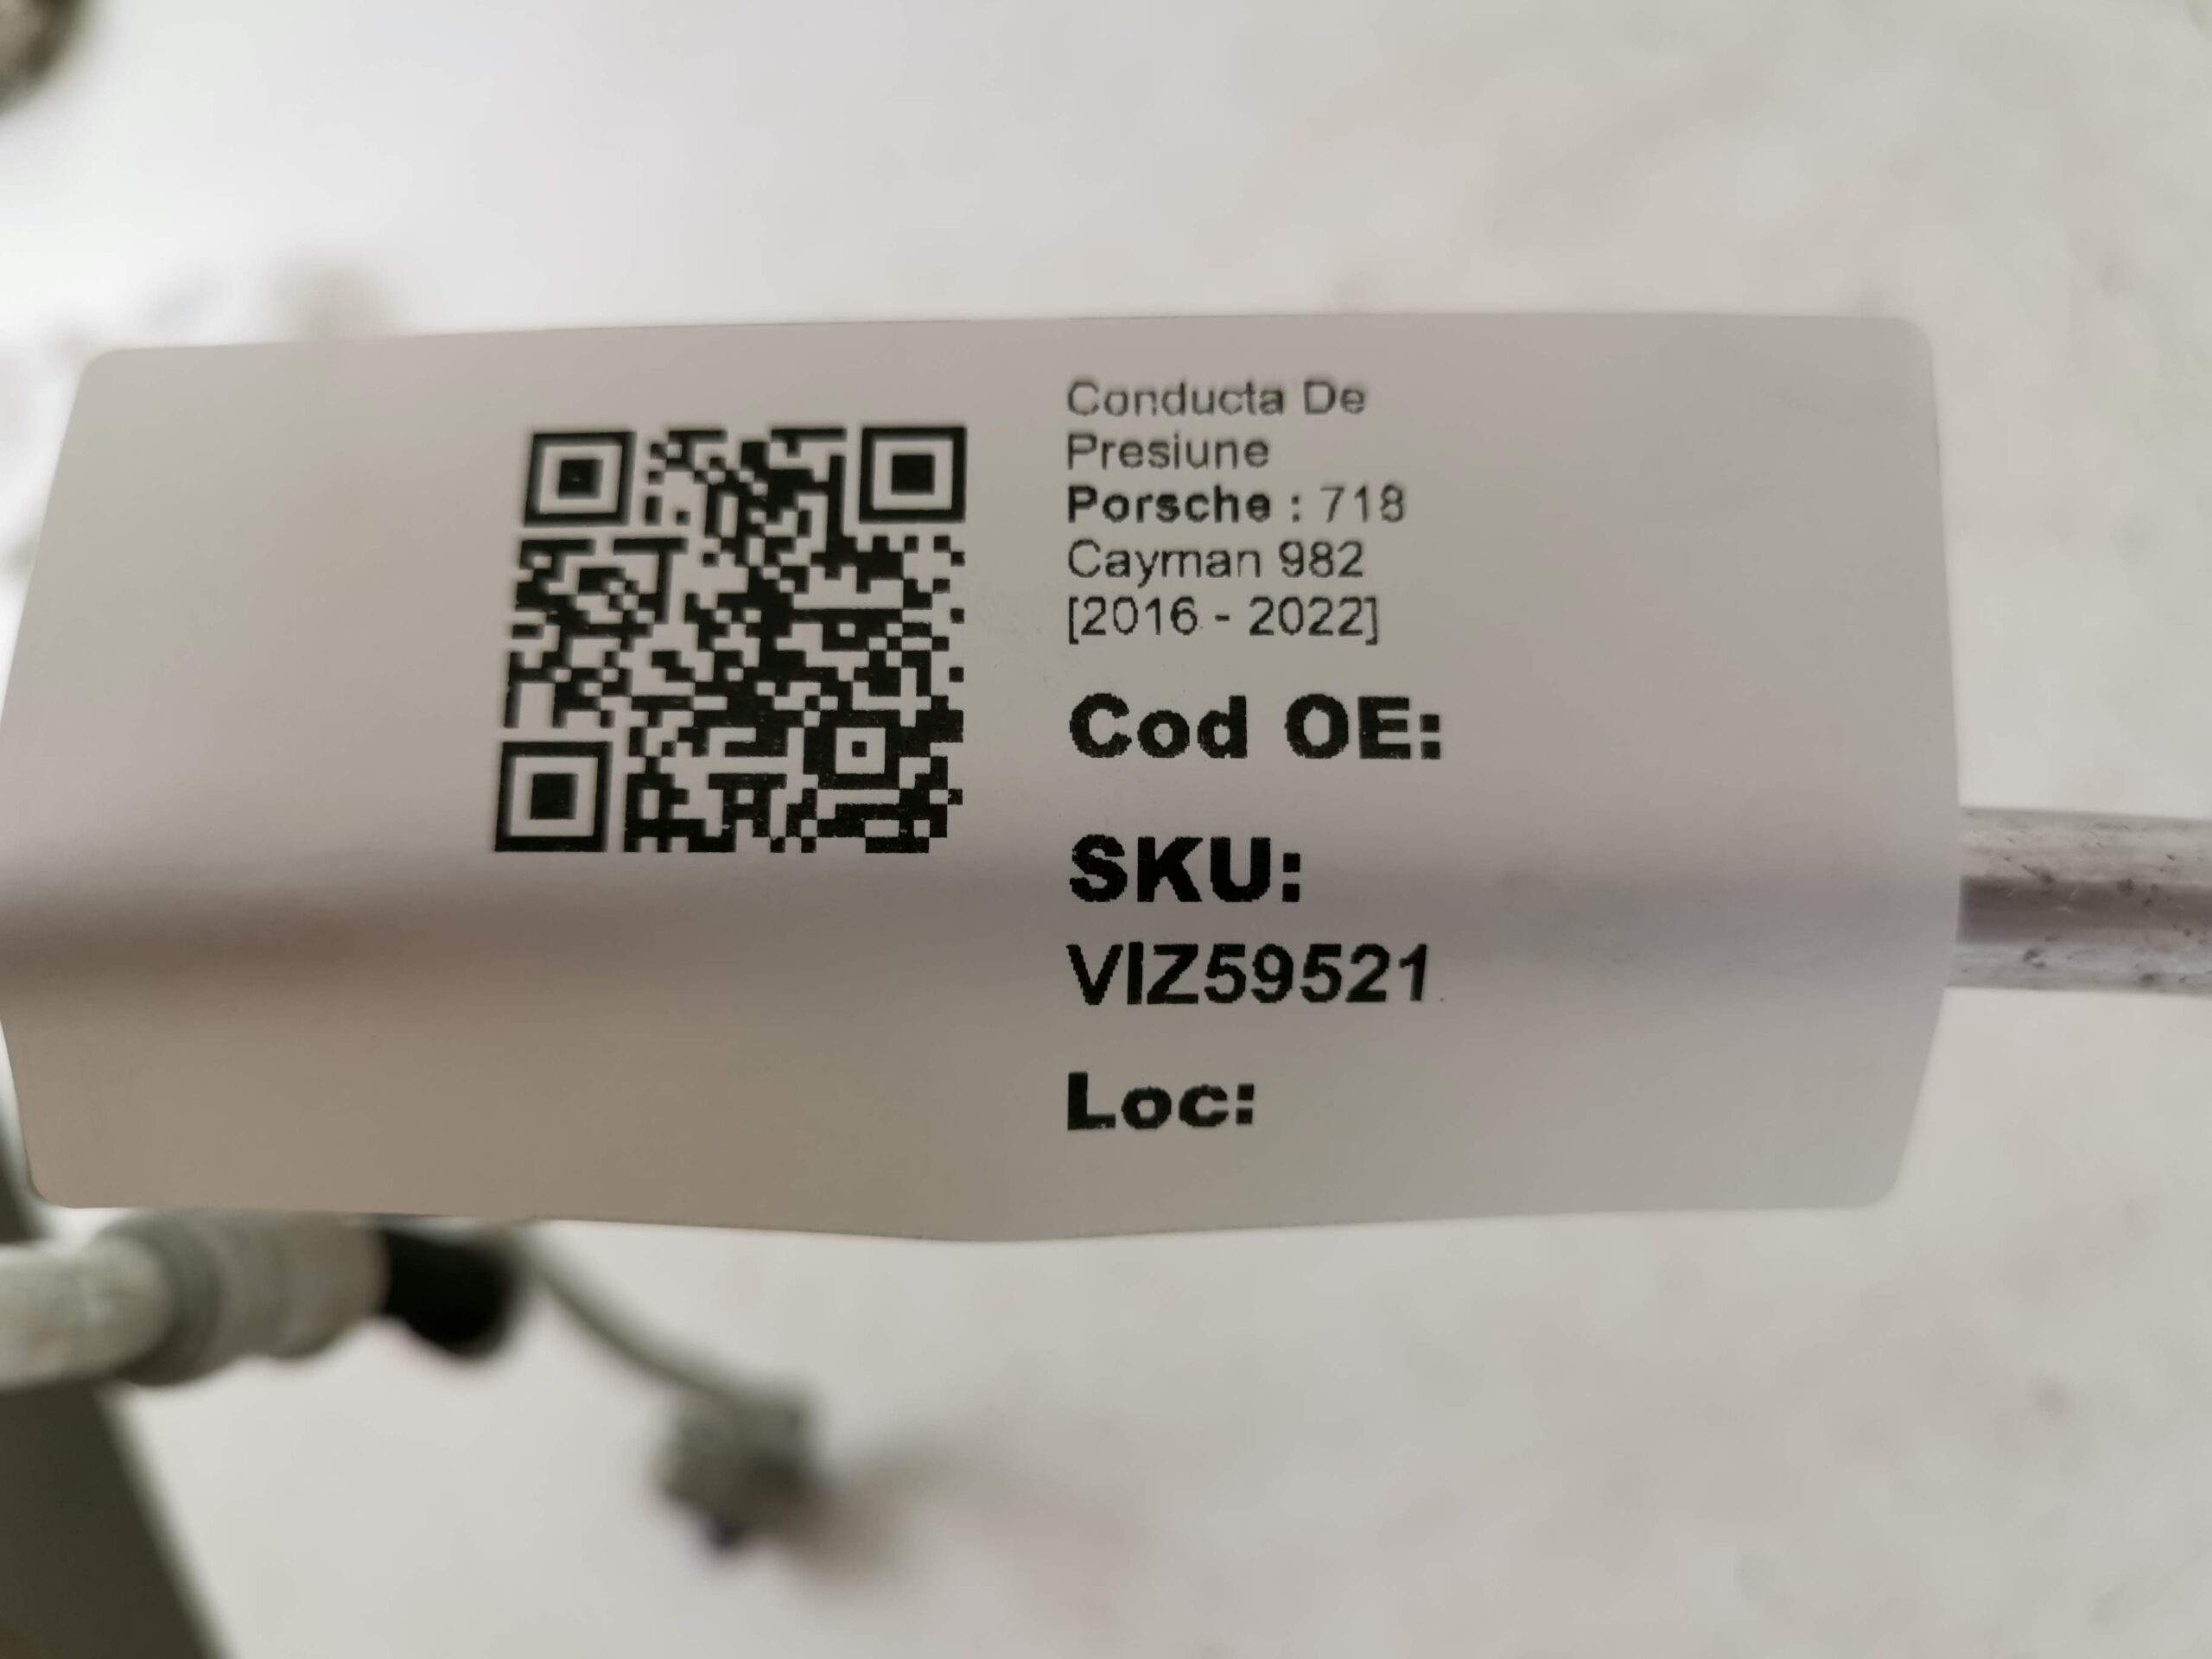 Conducta De
Presiune
Porsche : 718
Cayman 982
[2016 - 2022]
Cod OE:
SKU:
VIZ59521
Loc: